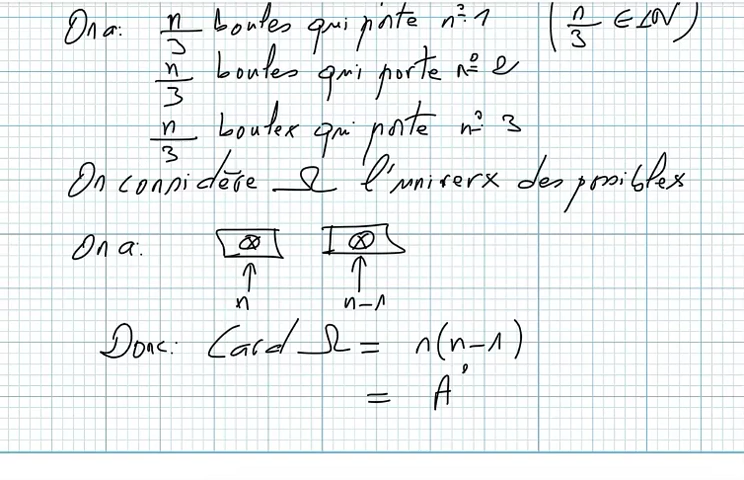 On a: n/3 boules qui porte n° 1 (n/3 ∈ IN)
n/3 boules qui porte n° 2
n/3 boules qui porte n° 3
On considère Ω l'univers des possibles
On a: ⊗ ⊗
↑ ↑
n n-1
Donc: Card Ω = n(n-1)
= A